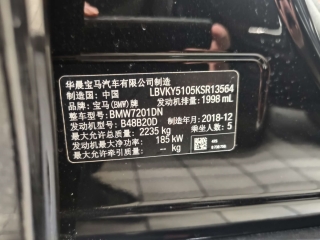 华晨宝马汽车有限公司制造
制造国：中国 LBVKY5105KSR13564
品牌：宝马(BMW)牌 发动机排量：1998 mL
整车型号：BMW7201DN
发动机型号：B48B20D 制造年月：2018-12
最大允许总质量：2235 kg 乘坐人数：5
发动机最大净功率：185 kW
最大允许牵引质量：-- kg